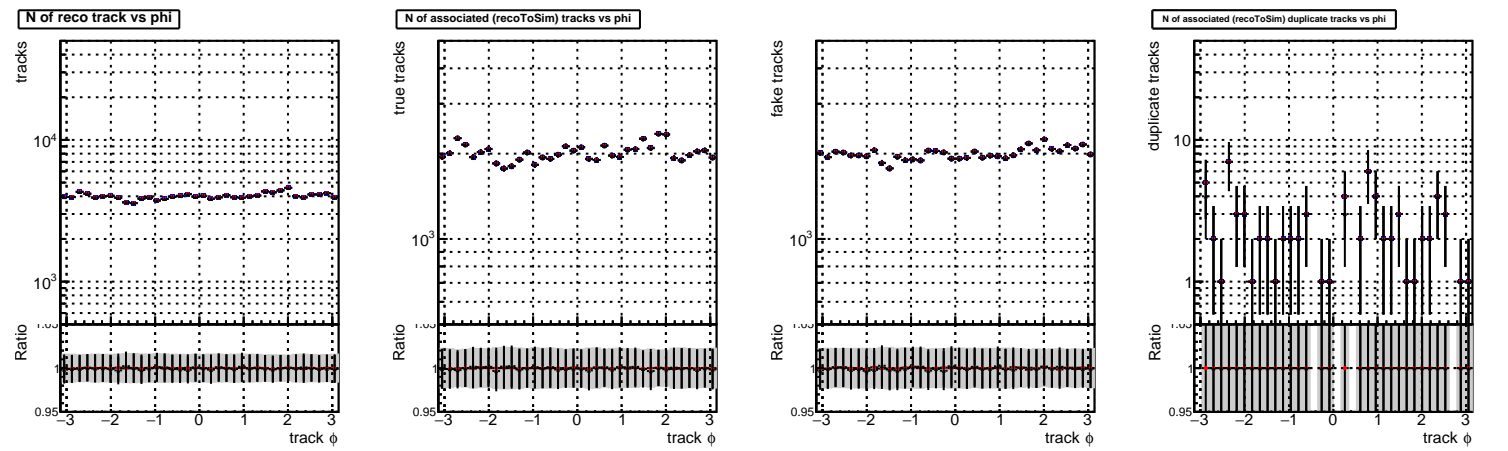 N of reco track vs phi
tracks
10⁴
10³
Ratio
1
0.95
−3 −2 −1 0 1 2 3
track ϕ
N of associated (recoToSim) tracks vs phi
true tracks
10³
Ratio
1
0.95
−3 −2 −1 0 1 2 3
track ϕ
fake tracks
10³
Ratio
1
0.95
−3 −2 −1 0 1 2 3
track ϕ
N of associated (recoToSim) duplicate tracks vs phi
duplicate tracks
10
1
Ratio
1
0.95
−3 −2 −1 0 1 2 3
track ϕ